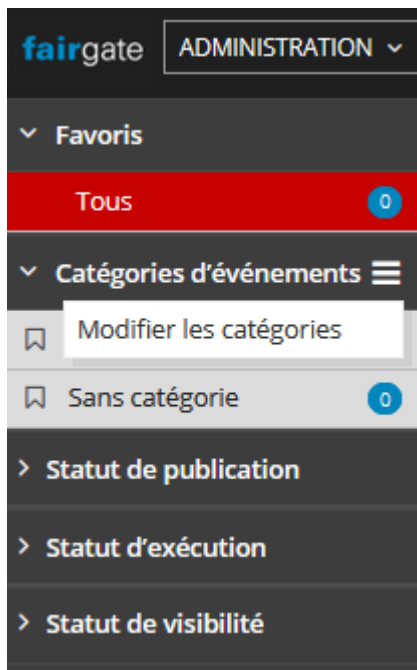 fairgate ADMINISTRATION
Favoris
Tous 0
Catégories d'événements
Modifier les catégories
Sans catégorie 0
Statut de publication
Statut d'exécution
Statut de visibilité